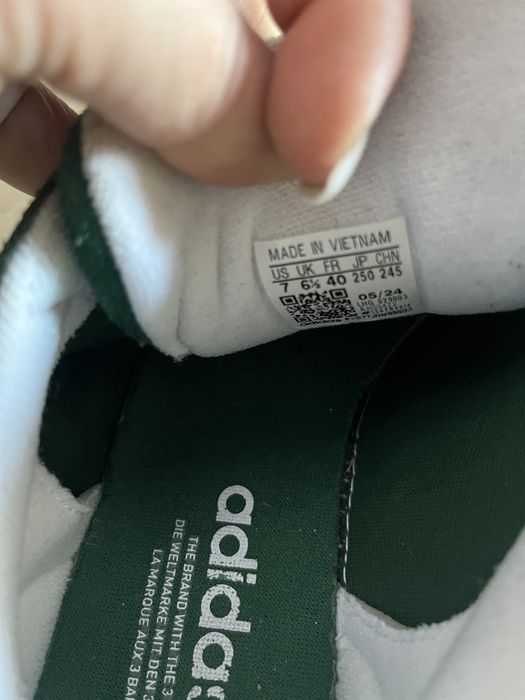 MADE IN VIETNAM
US UK FR JP CHN
7 6½ 40 250 245
05/24
adidas
THE BRAND WITH THE 3
DIE WELTMARKE MIT DEN 3
LA MARQUE AUX 3 BA